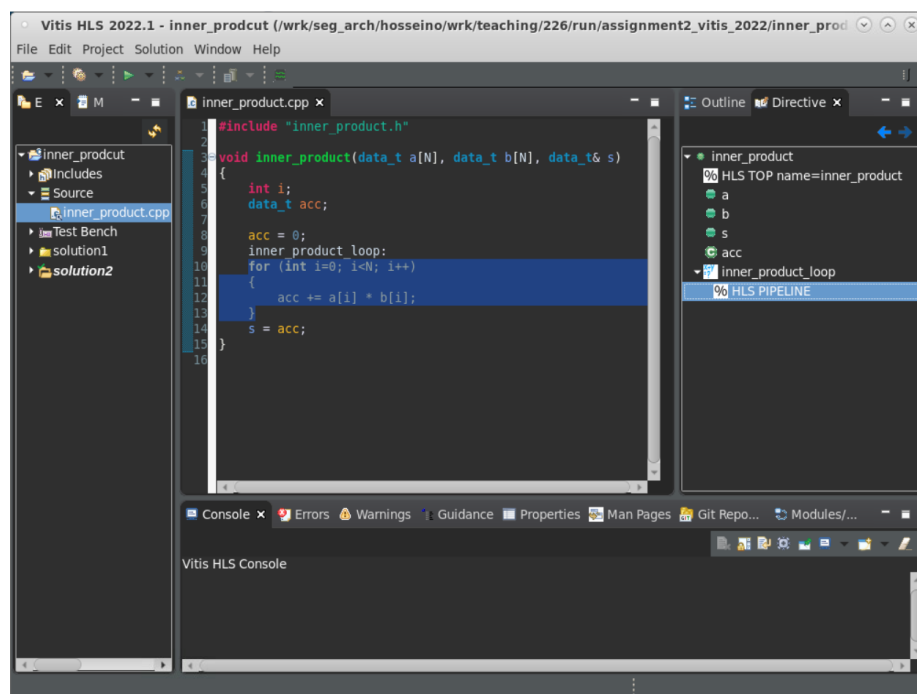 Vitis HLS 2022.1 - inner_prodcut (/wrk/seg_arch/hosseino/wrk/teaching/226/run/assignment2_vitis_2022/inner_prod
File Edit Project Solution Window Help
E M
inner_prodcut
Includes
Source
inner_product.cpp
Test Bench
solution1
solution2
inner_product.cpp
1 #include "inner_product.h"
2
3 void inner_product(data_t a[N], data_t b[N], data_t& s)
4 {
5 int i;
6 data_t acc;
7
8 acc = 0;
9 inner_product_loop:
10 for (int i=0; i<N; i++)
11 {
12 acc += a[i] * b[i];
13 }
14 s = acc;
15 }
16
Outline Directive
inner_product
% HLS TOP name=inner_product
a
b
s
acc
inner_product_loop
% HLS PIPELINE
Console Errors Warnings Guidance Properties Man Pages Git Repo... Modules/...
Vitis HLS Console